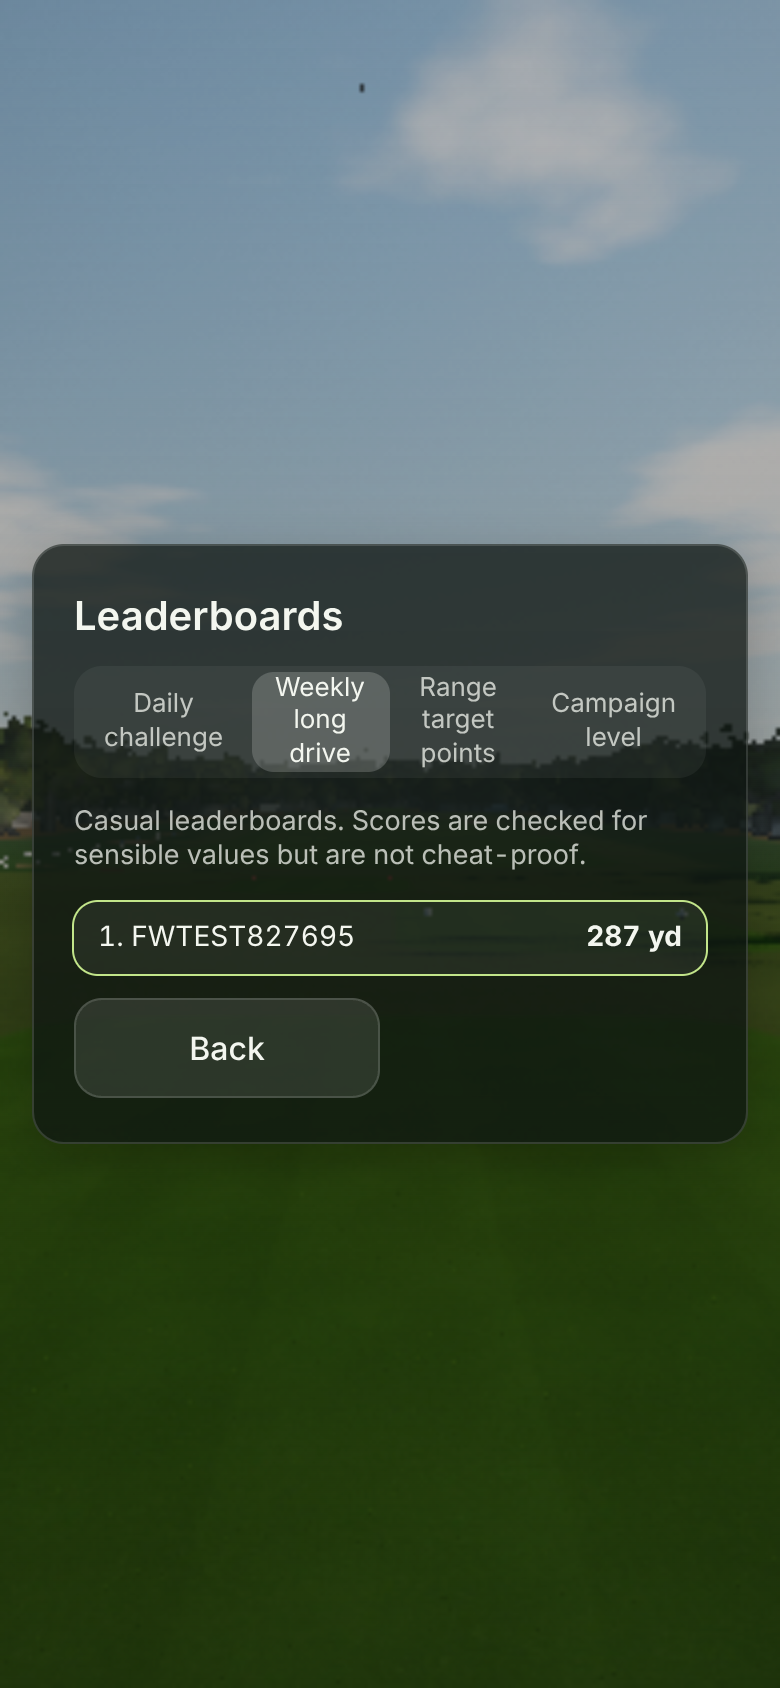 Leaderboards
Daily
challenge
Weekly
long
drive
Range
target
points
Campaign
level
Casual leaderboards. Scores are checked for
sensible values but are not cheat-proof.
1. FWTEST827695 287 yd
Back